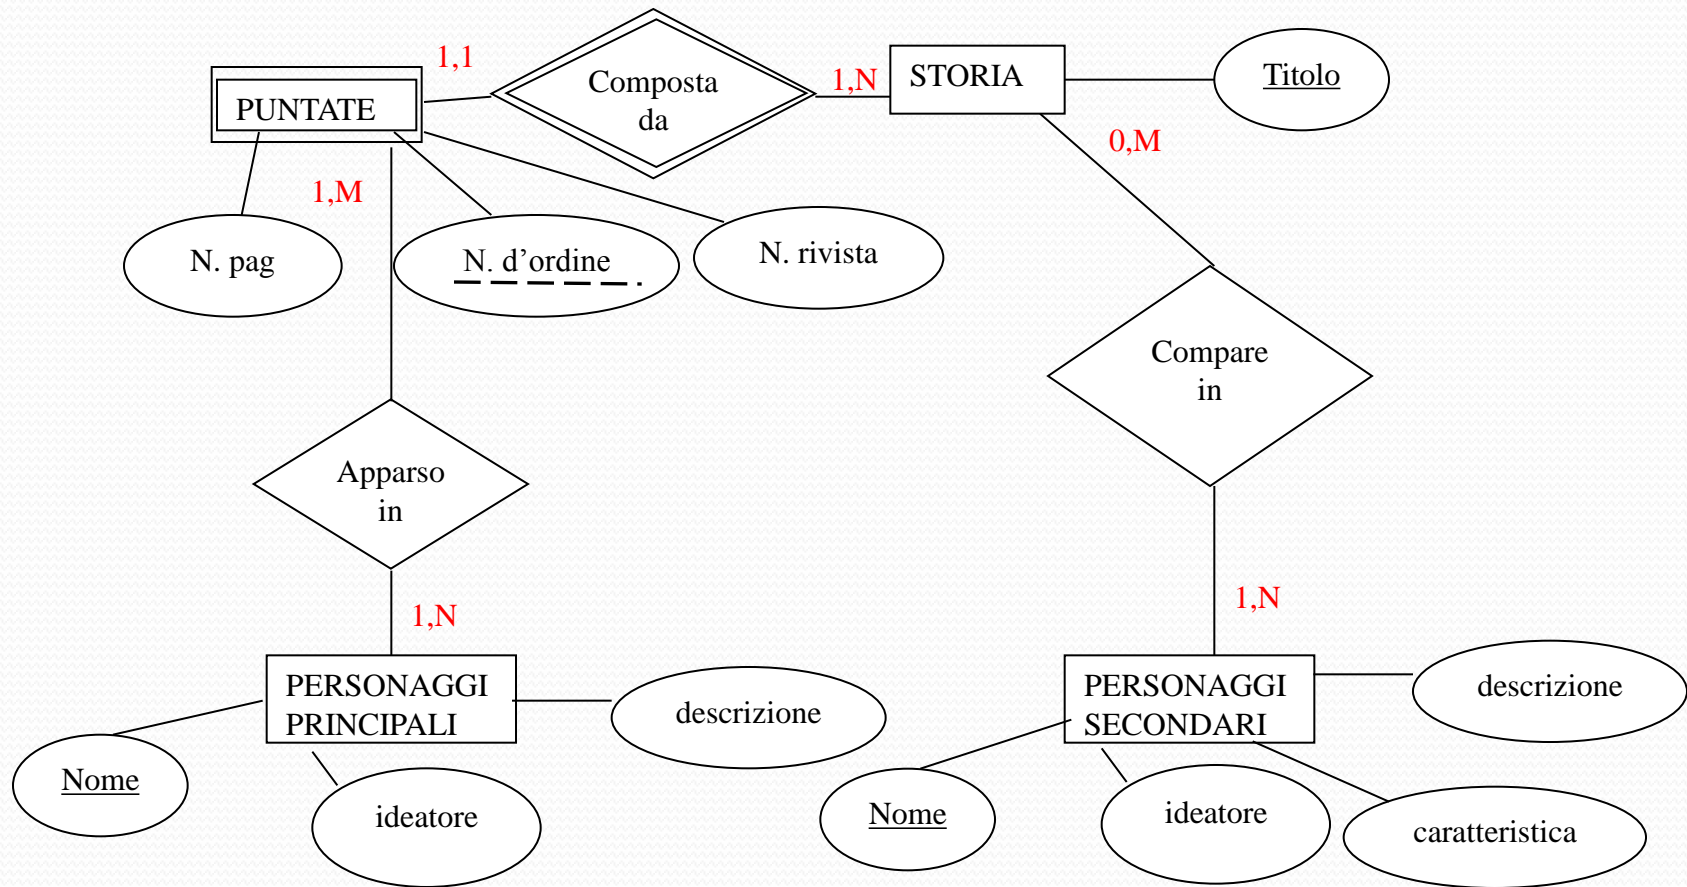 1,1
Composta
da
1,N
STORIA
Titolo
PUNTATE
0,M
1,M
N. pag
N. d’ordine
N. rivista
Compare
in
Apparso
in
1,N
1,N
PERSONAGGI
PRINCIPALI
descrizione
PERSONAGGI
SECONDARI
descrizione
Nome
ideatore
Nome
ideatore
caratteristica